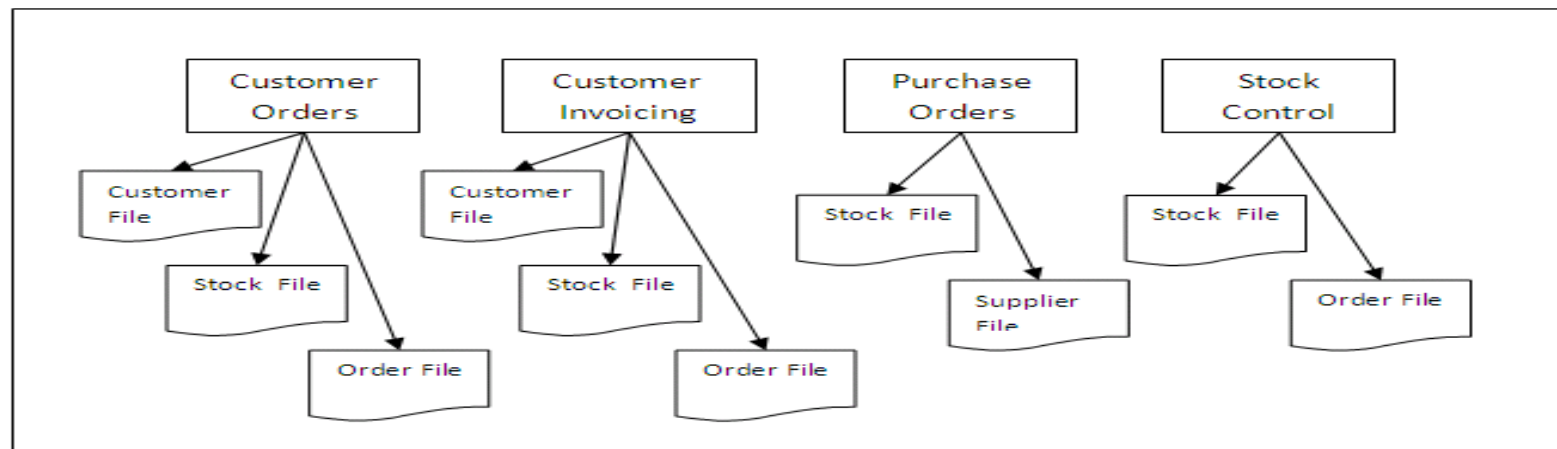 Customer
Orders
Customer
Invoicing
Purchase
Orders
Stock
Control
Customer
File
Stock File
Order File
Customer
File
Stock File
Order File
Stock File
Supplier
File
Stock File
Order File